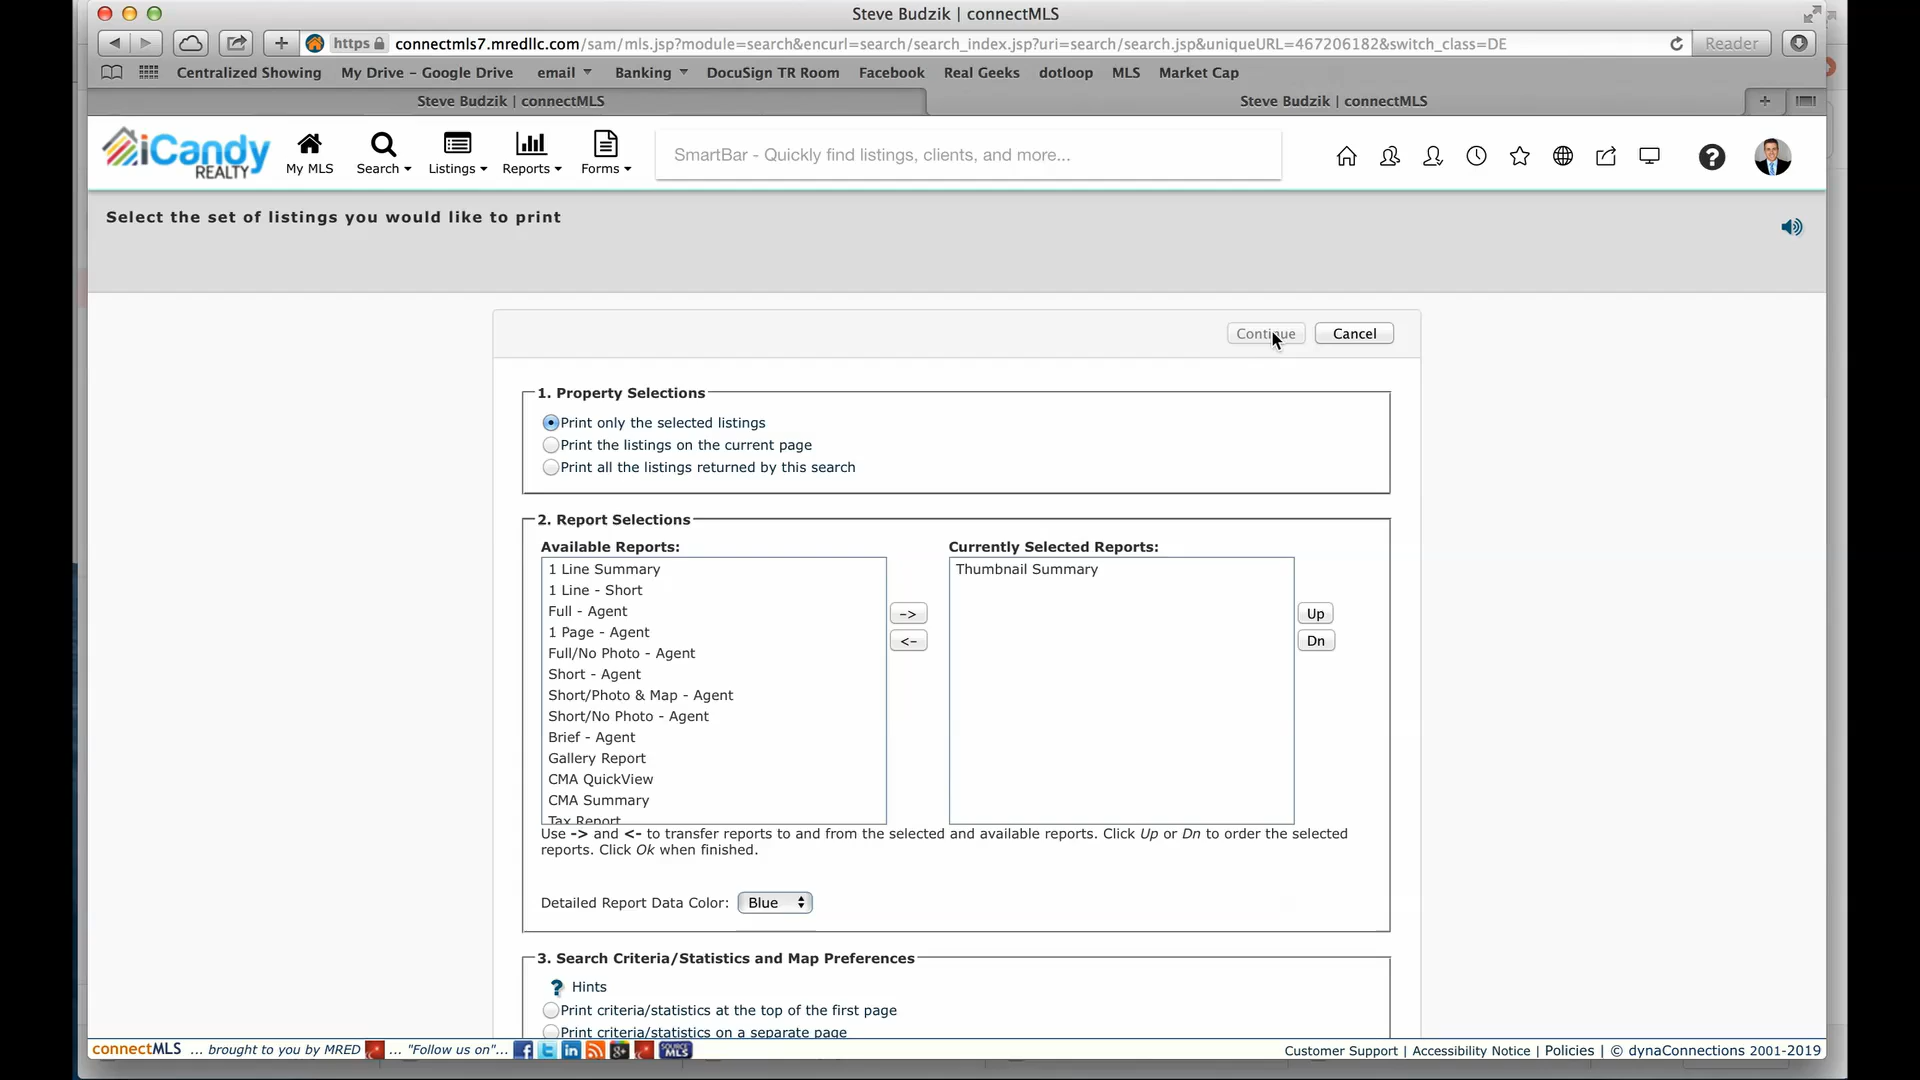 Steve Budzik | connectMLS
https connectmls7.mredllc.com/sam/mls.jsp?module=search&encurl=search/search_index.jsp?uri=search/search.jsp&uniqueURL=467206182&switch_class=DE Reader
Centralized Showing My Drive – Google Drive email Banking DocuSign TR Room Facebook Real Geeks dotloop MLS Market Cap
Steve Budzik | connectMLS Steve Budzik | connectMLS
iCandy REALTY
My MLS Search Listings Reports Forms SmartBar - Quickly find listings, clients, and more...
Select the set of listings you would like to print
Continue Cancel
1. Property Selections
Print only the selected listings
Print the listings on the current page
Print all the listings returned by this search
2. Report Selections
Available Reports: Currently Selected Reports:
1 Line Summary Thumbnail Summary
1 Line - Short
Full - Agent -> Up
1 Page - Agent <- Dn
Full/No Photo - Agent
Short - Agent
Short/Photo & Map - Agent
Short/No Photo - Agent
Brief - Agent
Gallery Report
CMA QuickView
CMA Summary
Tax Report
Use -> and <- to transfer reports to and from the selected and available reports. Click Up or Dn to order the selected
reports. Click Ok when finished.
Detailed Report Data Color: Blue
3. Search Criteria/Statistics and Map Preferences
? Hints
Print criteria/statistics at the top of the first page
Print criteria/statistics on a separate page
connectMLS ... brought to you by MRED ... "Follow us on"... SOURCE MLS Customer Support | Accessibility Notice | Policies | © dynaConnections 2001-2019